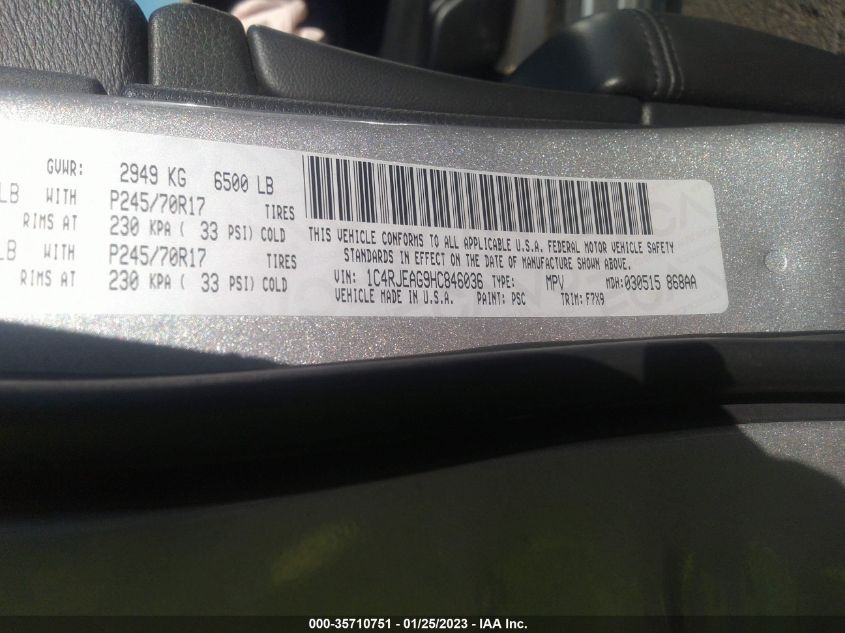 GVWR: 2949 KG 6500 LB
LB WITH P245/70R17 TIRES
RIMS AT 230 KPA ( 33 PSI) COLD
LB WITH P245/70R17 TIRES
RIMS AT 230 KPA ( 33 PSI) COLD
THIS VEHICLE CONFORMS TO ALL APPLICABLE U.S.A. FEDERAL MOTOR VEHICLE SAFETY
STANDARDS IN EFFECT ON THE DATE OF MANUFACTURE SHOWN ABOVE.
VIN: 1C4RJEAG9HC846036 TYPE: MPV MDH:030515 868AA
VEHICLE MADE IN U.S.A. PAINT: PSC TRIM: F7X9
000-35710751 - 01/25/2023 - IAA Inc.